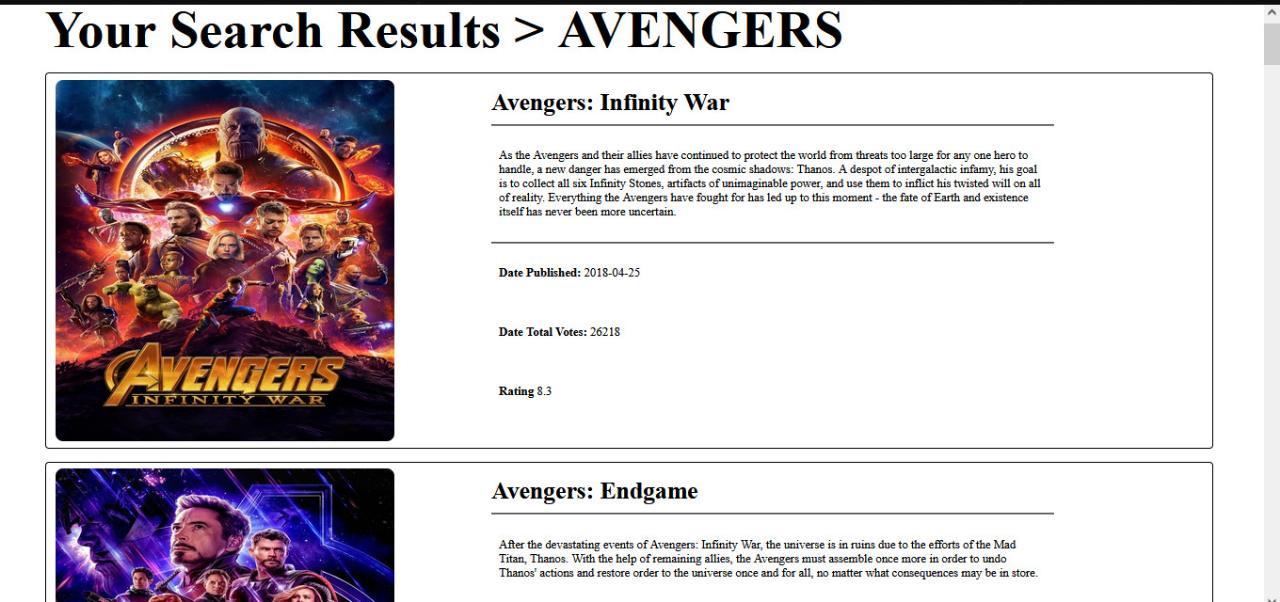 Your Search Results > AVENGERS
Avengers: Infinity War
As the Avengers and their allies have continued to protect the world from threats too large for any one hero to
handle, a new danger has emerged from the cosmic shadows: Thanos. A despot of intergalactic infamy, his goal
is to collect all six Infinity Stones, artifacts of unimaginable power, and use them to inflict his twisted will on all
of reality. Everything the Avengers have fought for has led up to this moment - the fate of Earth and existence
itself has never been more uncertain.
Date Published: 2018-04-25
Date Total Votes: 26218
Rating 8.3
AVENGERS
INFINITY WAR
Avengers: Endgame
After the devastating events of Avengers: Infinity War, the universe is in ruins due to the efforts of the Mad
Titan, Thanos. With the help of remaining allies, the Avengers must assemble once more in order to undo
Thanos' actions and restore order to the universe once and for all, no matter what consequences may be in store.